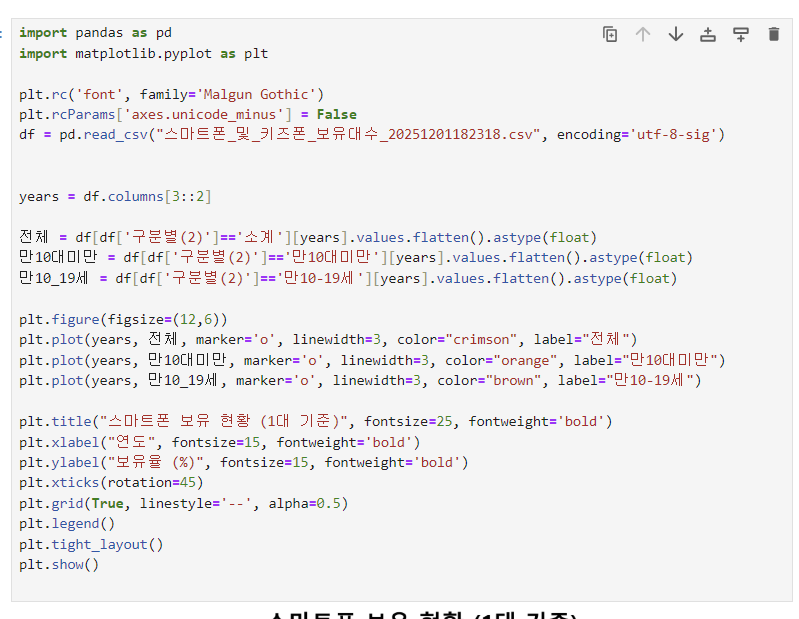 import pandas as pd
import matplotlib.pyplot as plt
plt.rc('font', family='Malgun Gothic')
plt.rcParams['axes.unicode_minus'] = False
df = pd.read_csv("스마트폰_및_키즈폰_보유대수_20251201182318.csv", encoding='utf-8-sig')
years = df.columns[3::2]
전체 = df[df['구분별(2)']=='소계'][years].values.flatten().astype(float)
만10대미만 = df[df['구분별(2)']=='만10대미만'][years].values.flatten().astype(float)
만10_19세 = df[df['구분별(2)']=='만10-19세'][years].values.flatten().astype(float)
plt.figure(figsize=(12,6))
plt.plot(years, 전체, marker='o', linewidth=3, color="crimson", label="전체")
plt.plot(years, 만10대미만, marker='o', linewidth=3, color="orange", label="만10대미만")
plt.plot(years, 만10_19세, marker='o', linewidth=3, color="brown", label="만10-19세")
plt.title("스마트폰 보유 현황 (1대 기준)", fontsize=25, fontweight='bold')
plt.xlabel("연도", fontsize=15, fontweight='bold')
plt.ylabel("보유율 (%)", fontsize=15, fontweight='bold')
plt.xticks(rotation=45)
plt.grid(True, linestyle='--', alpha=0.5)
plt.legend()
plt.tight_layout()
plt.show()
스마트폰 보유 현황 (1대 기준)